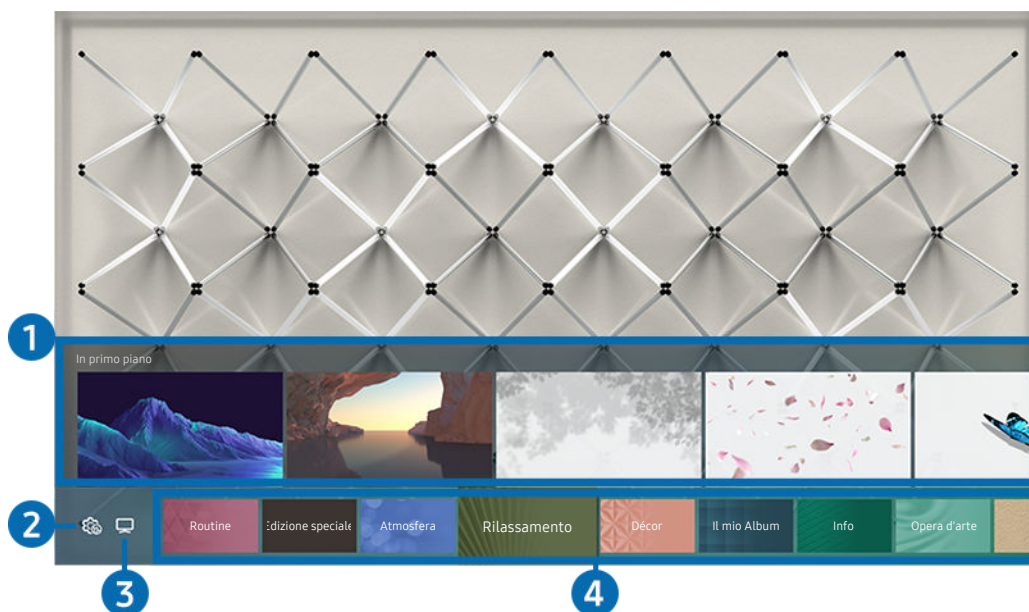 1
In primo piano
2
Routine
Edizione speciale
Atmosfera
Rilassamento
Décor
Il mio Album
Info
Opera d'arte
3
4